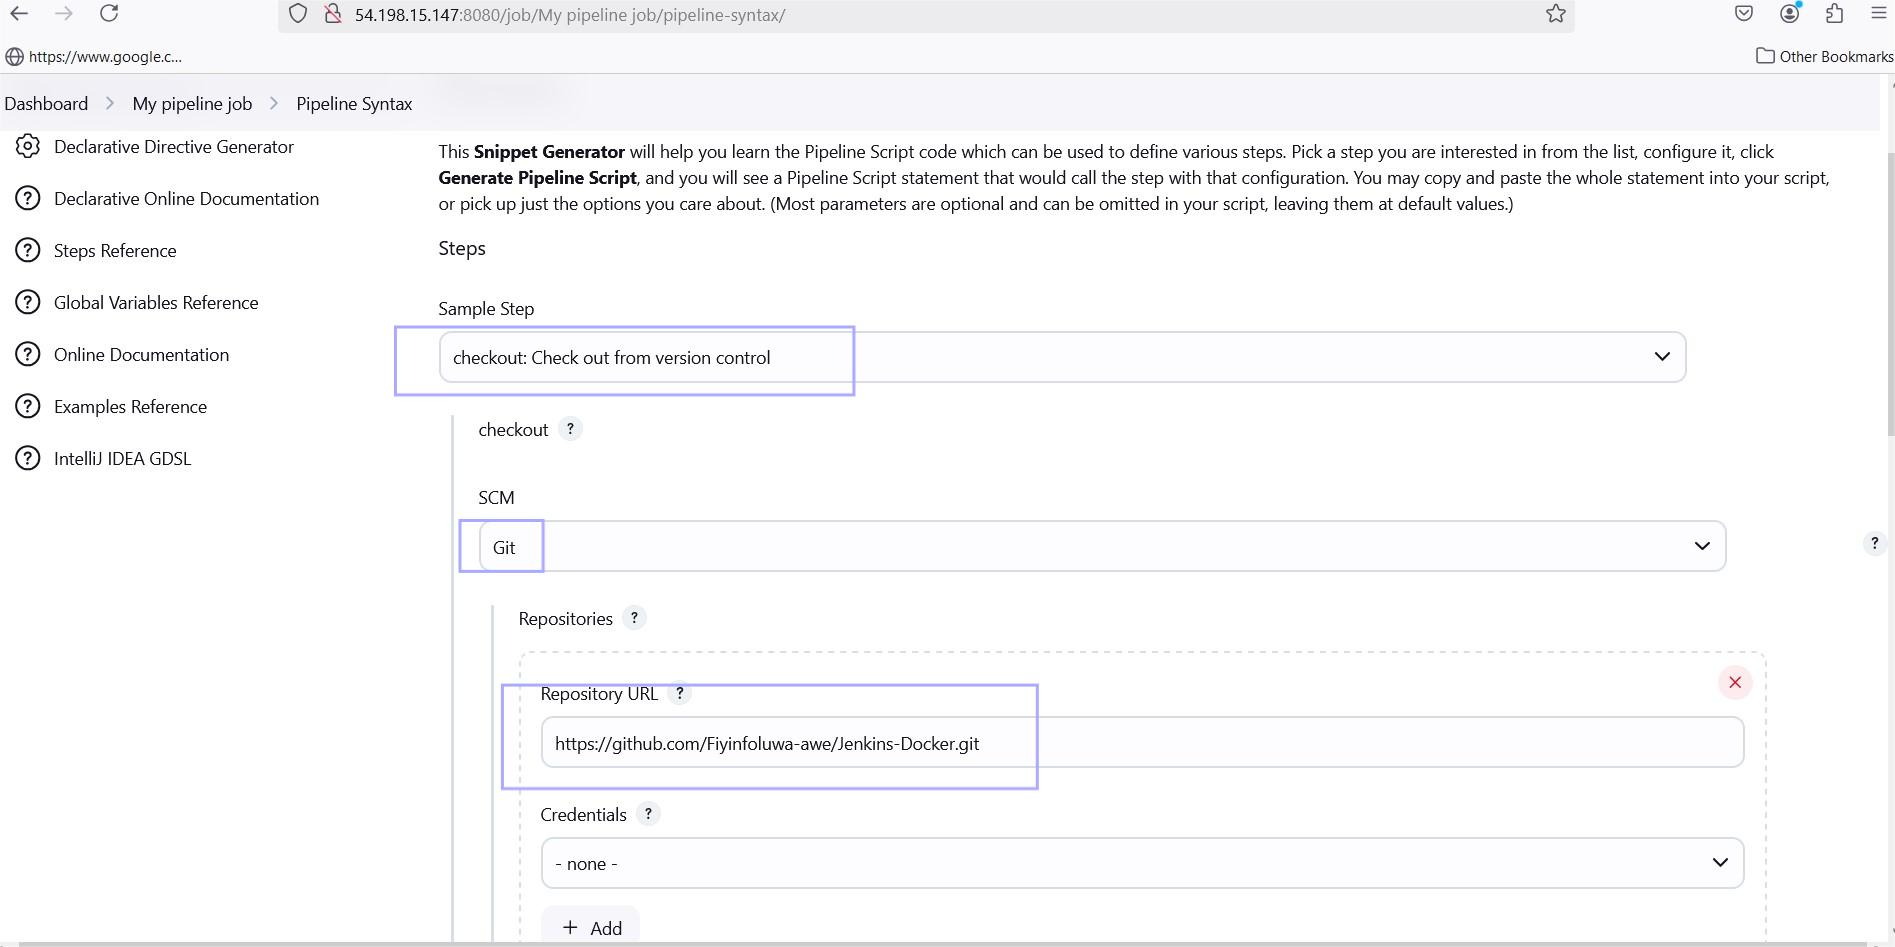 54.198.15.147:8080/job/My pipeline job/pipeline-syntax/
https://www.google.c...
Other Bookmarks
Dashboard > My pipeline job > Pipeline Syntax
Declarative Directive Generator
Declarative Online Documentation
Steps Reference
Global Variables Reference
Online Documentation
Examples Reference
IntelliJ IDEA GDSL
This Snippet Generator will help you learn the Pipeline Script code which can be used to define various steps. Pick a step you are interested in from the list, configure it, click
Generate Pipeline Script, and you will see a Pipeline Script statement that would call the step with that configuration. You may copy and paste the whole statement into your script,
or pick up just the options you care about. (Most parameters are optional and can be omitted in your script, leaving them at default values.)
Steps
Sample Step
checkout: Check out from version control
checkout ?
SCM
Git
?
Repositories ?
Repository URL ?
https://github.com/Fiyinfoluwa-awe/Jenkins-Docker.git
Credentials ?
- none -
+ Add